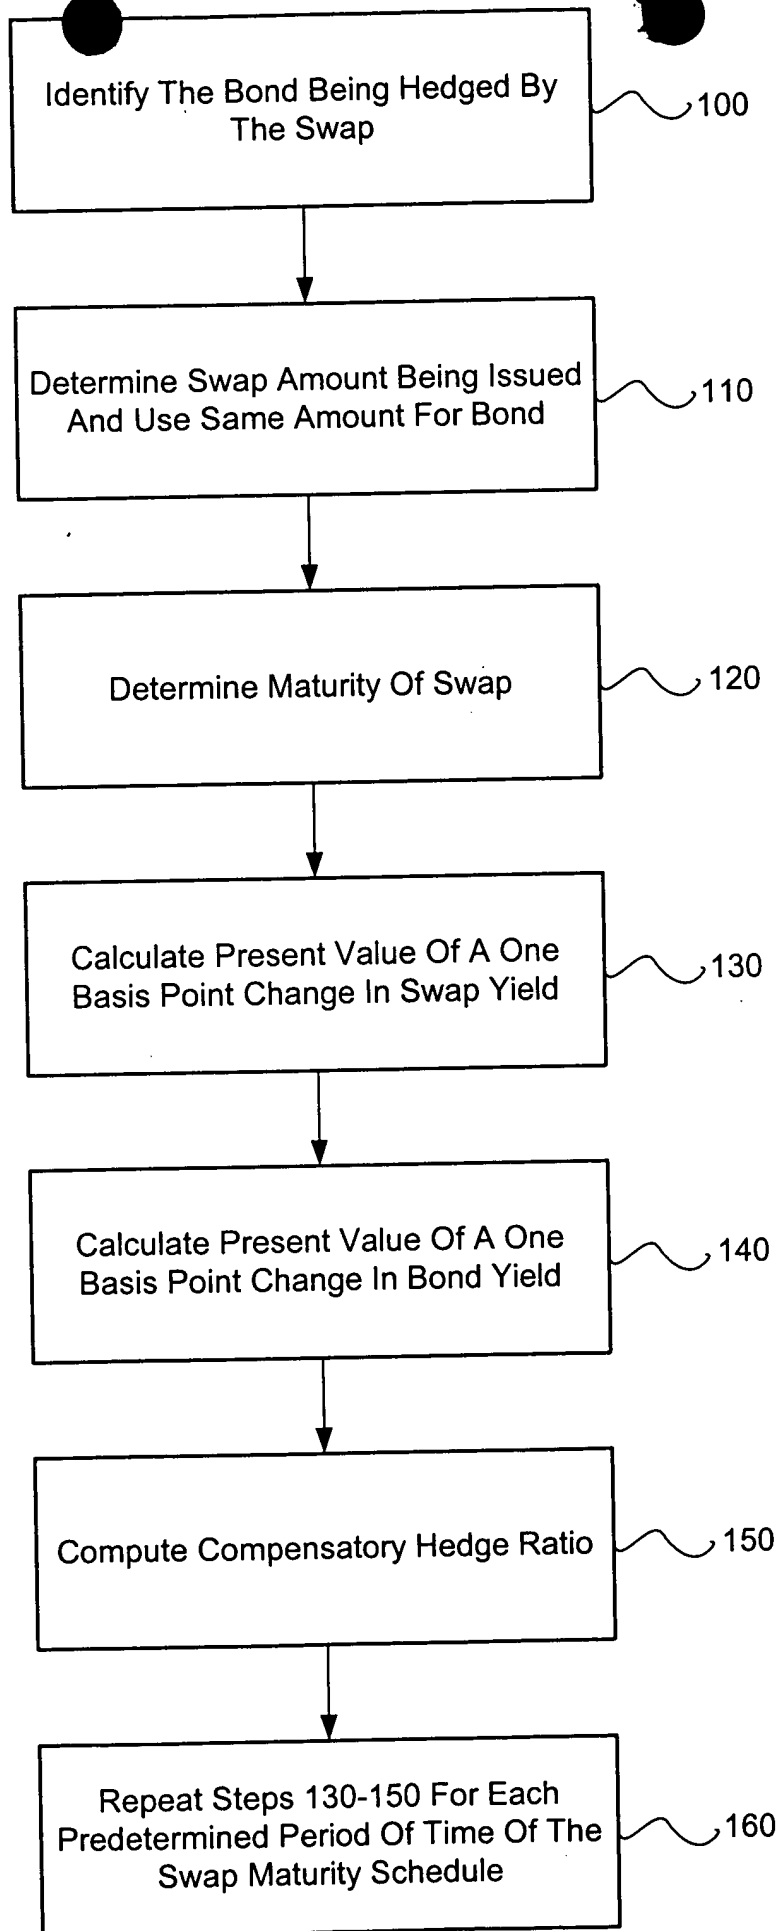 Identify The Bond Being Hedged By
The Swap
100
Determine Swap Amount Being Issued
And Use Same Amount For Bond
110
Determine Maturity Of Swap
120
Calculate Present Value Of A One
Basis Point Change In Swap Yield
130
Calculate Present Value Of A One
Basis Point Change In Bond Yield
140
Compute Compensatory Hedge Ratio
150
Repeat Steps 130-150 For Each
Predetermined Period Of Time Of The
Swap Maturity Schedule
160